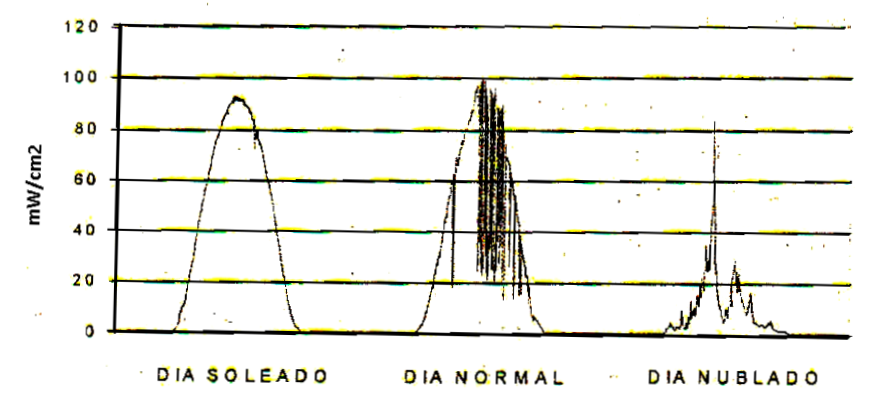 120
100
80
60
40
20
0
mW/cm2
DIA SOLEADO
DIA NORMAL
DIA NUBLADO